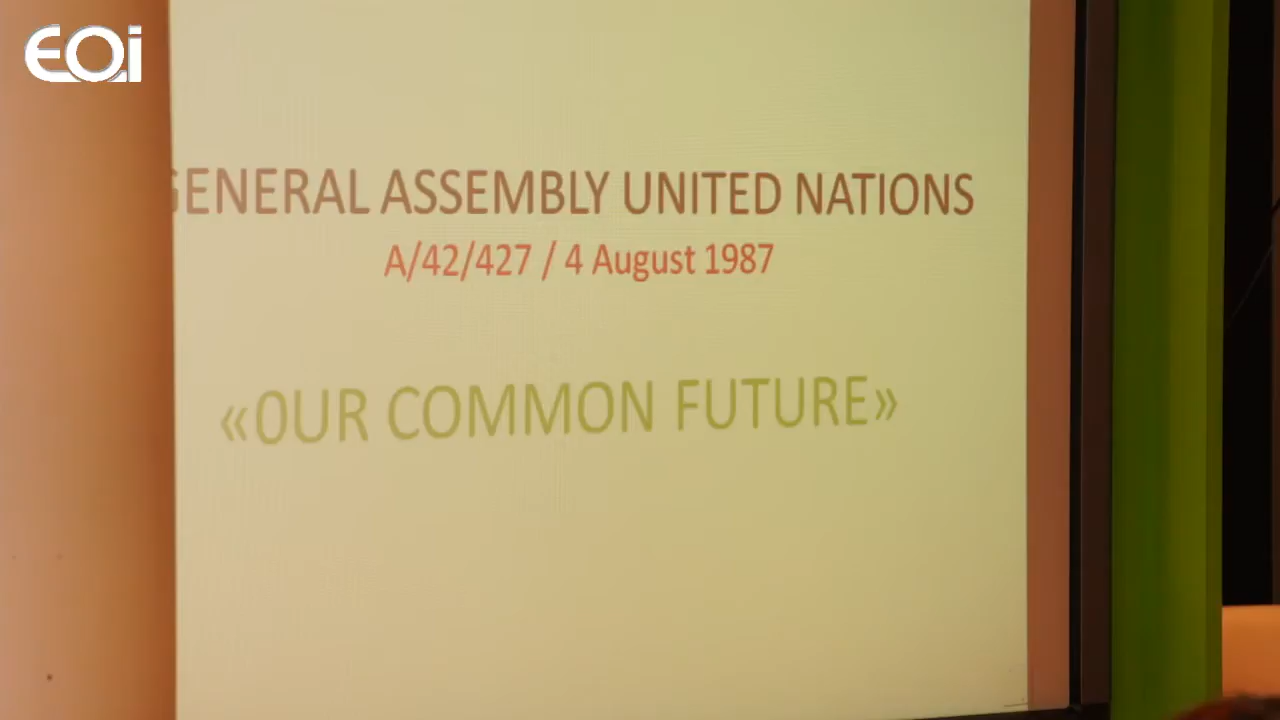 EOi
GENERAL ASSEMBLY UNITED NATIONS
A/42/427 / 4 August 1987
«OUR COMMON FUTURE»